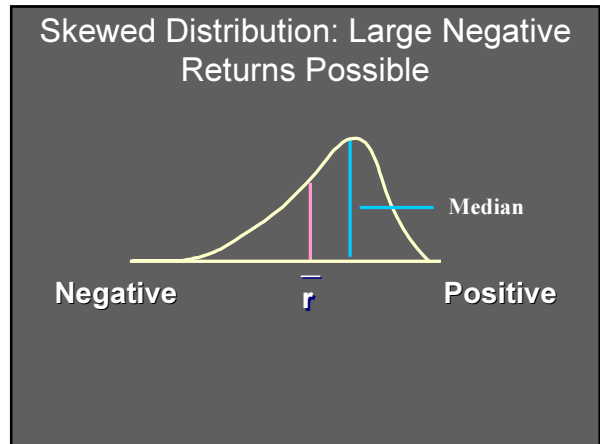 Skewed Distribution: Large Negative
Returns Possible
Median
Negative
r̅
Positive